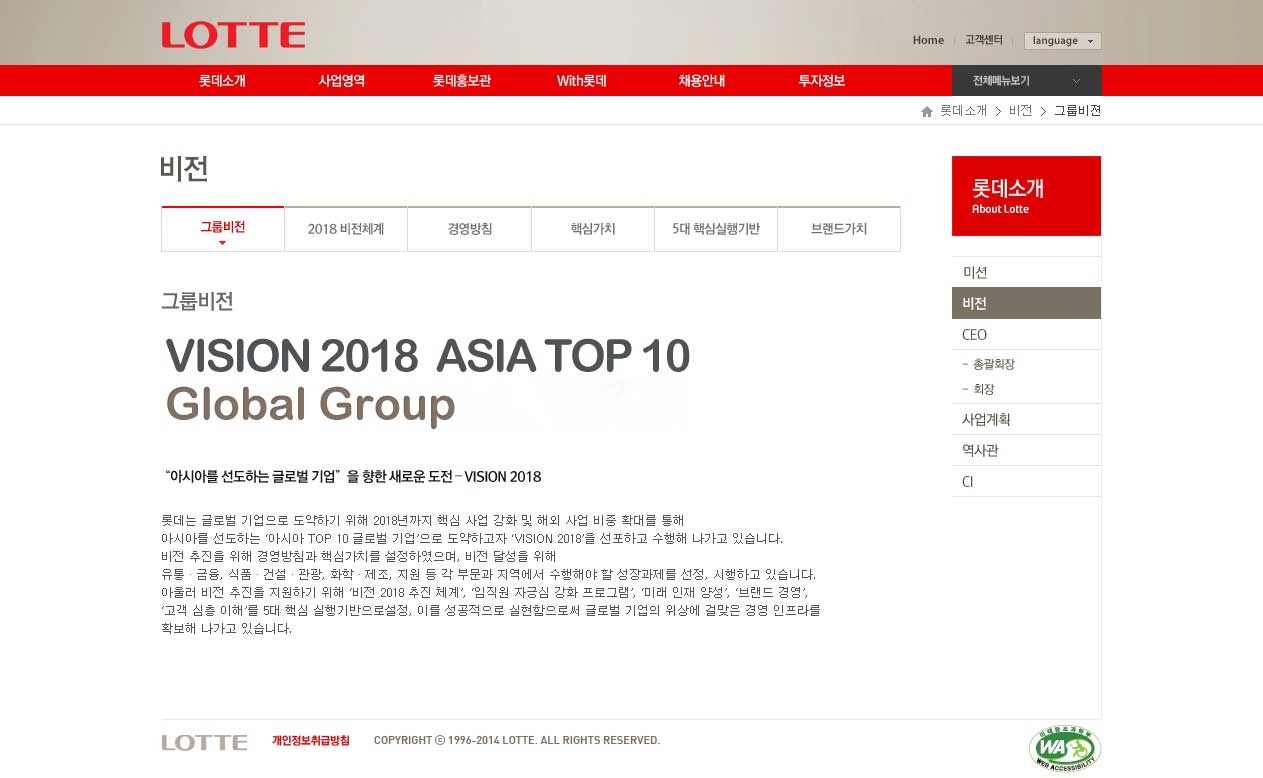 LOTTE
Home 고객센터 language
롯데소개 사업영역 롯데홍보관 With롯데 채용안내 투자정보 전체메뉴보기
롯데소개 > 비전 > 그룹비젼
비전
그룹비전 2018 비전체계 경영방침 핵심가치 5대 핵심실행기반 브랜드가치
그룹비전
VISION 2018 ASIA TOP 10
Global Group
“아시아를 선도하는 글로벌 기업” 을 향한 새로운 도전 – VISION 2018
롯데는 글로벌 기업으로 도약하기 위해 2018년까지 핵심 사업 강화 및 해외 사업 비중 확대를 통해
아시아를 선도하는 ‘아시아 TOP 10 글로벌 기업’으로 도약하고자 ‘VISION 2018’을 선포하고 수행해 나가고 있습니다.
비전 추진을 위해 경영방침과 핵심가치를 설정하였으며, 비전 달성을 위해
유통 · 금융, 식품 · 건설 · 관광, 화학 · 제조, 지원 등 각 부문과 지역에서 수행해야 할 성장과제를 선정, 시행하고 있습니다.
아울러 비전 추진을 지원하기 위해 ‘비전 2018 추진 체계’, ‘임직원 자긍심 강화 프로그램’, ‘미래 인재 양성’, ‘브랜드 경영’,
‘고객 심층 이해’를 5대 핵심 실행기반으로설정, 이를 성공적으로 실현함으로써 글로벌 기업의 위상에 걸맞은 경영 인프라를
확보해 나가고 있습니다.
롯데소개
About Lotte
미션
비전
CEO
– 총괄회장
– 회장
사업계획
역사관
CI
LOTTE 개인정보취급방침 COPYRIGHT ⓒ 1996-2014 LOTTE. ALL RIGHTS RESERVED.
미래창조과학부
WA
WEB ACCESSIBILITY